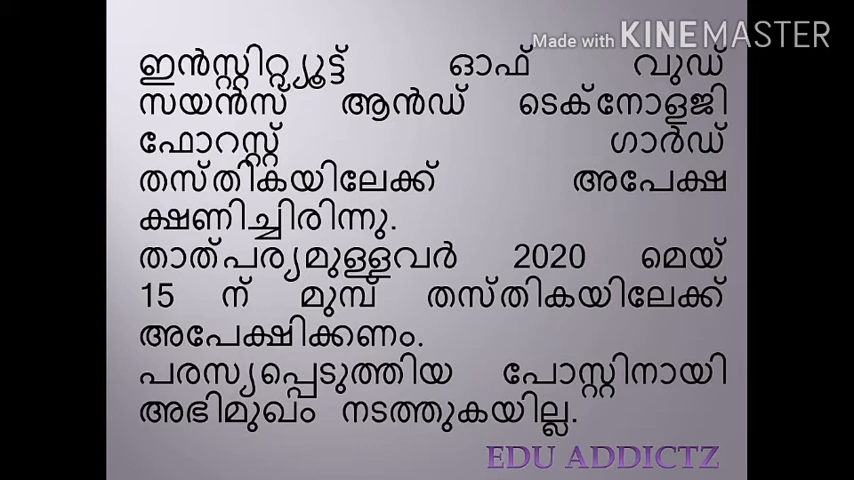 Made with KINEMASTER
ഇൻസ്റ്റിറ്റ്യൂട്ട് ഓഫ് വുഡ്
സയൻസ് ആൻഡ് ടെക്നോളജി
ഫോറസ്റ്റ് ഗാർഡ്
തസ്തികയിലേക്ക് അപേക്ഷ
ക്ഷണിച്ചിരിന്നു.
താത്പര്യമുള്ളവർ 2020 മെയ്
15 ന് മുമ്പ് തസ്തികയിലേക്ക്
അപേക്ഷിക്കണം.
പരസ്യപ്പെടുത്തിയ പോസ്റ്റിനായി
അഭിമുഖം നടത്തുകയില്ല.
EDU ADDICTZ